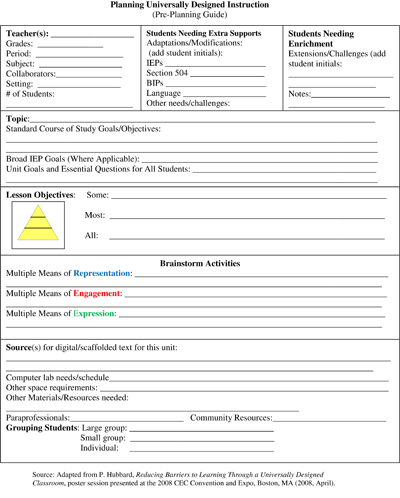 Planning Universally Designed Instruction
(Pre-Planning Guide)
Teacher(s):
Grades:
Period:
Subject:
Collaborators:
Setting:
# of Students:
Students Needing Extra Supports
Adaptations/Modifications:
(add student initials):
IEPs
Section 504
BIPs
Language
Other needs/challenges:
Students Needing
Enrichment
Extensions/Challenges (add
student initials:
Notes:
Topic:
Standard Course of Study Goals/Objectives:
Broad IEP Goals (Where Applicable):
Unit Goals and Essential Questions for All Students:
Lesson Objectives: Some:
Most:
All:
Brainstorm Activities
Multiple Means of Representation:
Multiple Means of Engagement:
Multiple Means of Expression:
Source(s) for digital/scaffolded text for this unit:
Computer lab needs/schedule
Other space requirements:
Other Materials/Resources needed:
Paraprofessionals: Community Resources:
Grouping Students: Large group:
Small group:
Individual:
Source: Adapted from P. Hubbard, Reducing Barriers to Learning Through a Universally Designed
Classroom, poster session presented at the 2008 CEC Convention and Expo, Boston, MA (2008, April).